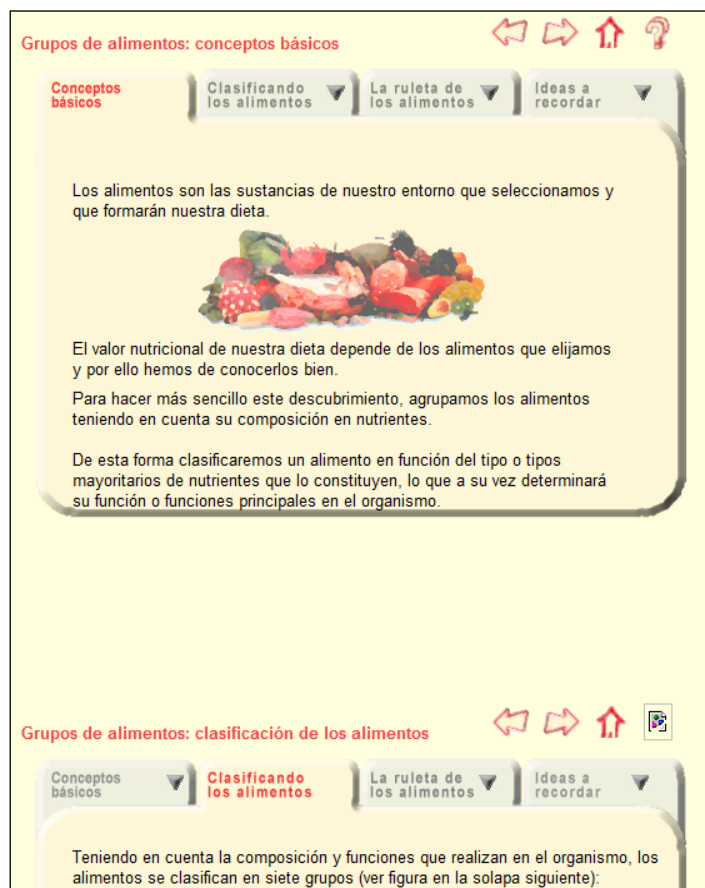 Grupos de alimentos: conceptos básicos
Conceptos básicos
Clasificando los alimentos
La ruleta de los alimentos
Ideas a recordar
Los alimentos son las sustancias de nuestro entorno que seleccionamos y
que formarán nuestra dieta.
El valor nutricional de nuestra dieta depende de los alimentos que elijamos
y por ello hemos de conocerlos bien.
Para hacer más sencillo este descubrimiento, agrupamos los alimentos
teniendo en cuenta su composición en nutrientes.
De esta forma clasificaremos un alimento en función del tipo o tipos
mayoritarios de nutrientes que lo constituyen, lo que a su vez determinará
su función o funciones principales en el organismo.
Grupos de alimentos: clasificación de los alimentos
Conceptos básicos
Clasificando los alimentos
La ruleta de los alimentos
Ideas a recordar
Teniendo en cuenta la composición y funciones que realizan en el organismo, los
alimentos se clasifican en siete grupos (ver figura en la solapa siguiente):